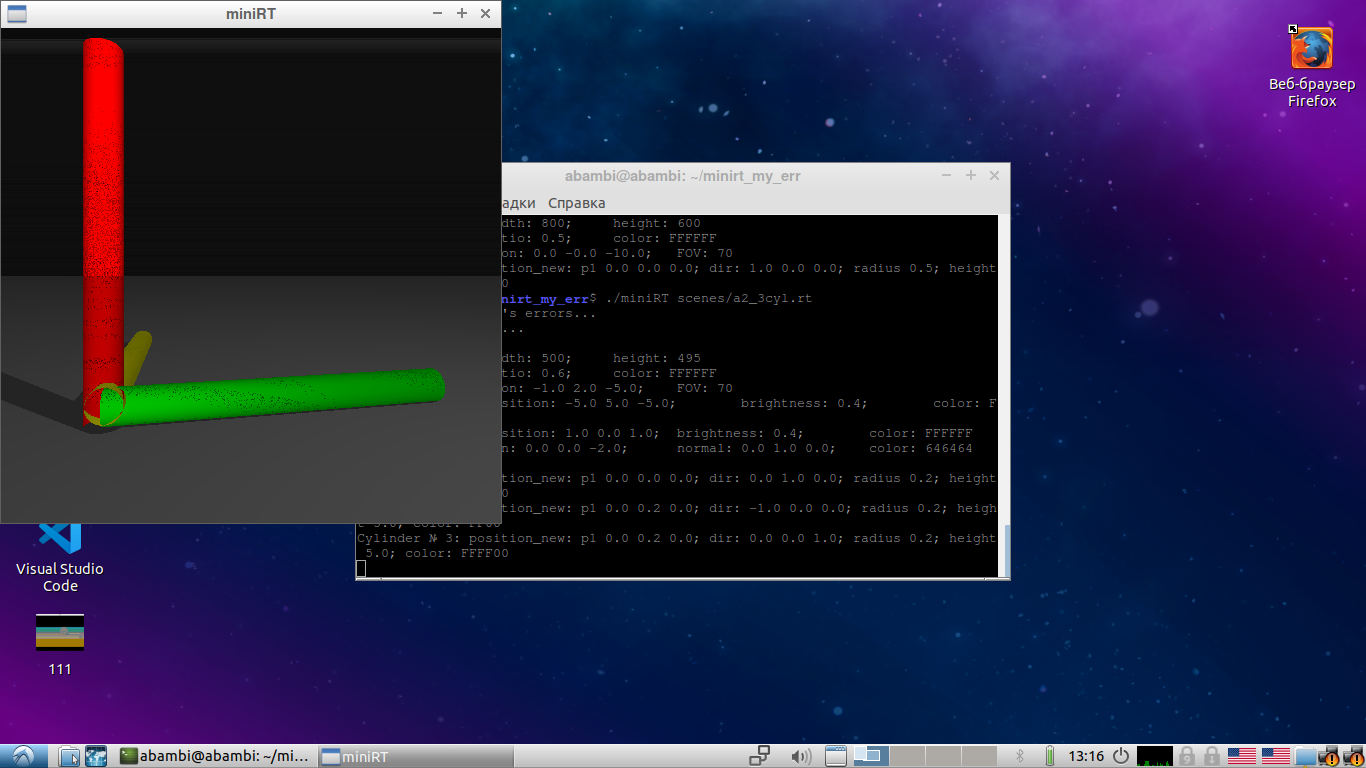 miniRT
Веб-браузер
Firefox
abambi@abambi: ~/minirt_my_err
адки Справка
dth: 800; height: 600
tio: 0.5; color: FFFFFF
on: 0.0 -0.0 -10.0; FOV: 70
ition_new: p1 0.0 0.0 0.0; dir: 1.0 0.0 0.0; radius 0.5; height
0
nirt_my_err$ ./miniRT scenes/a2_3cyl.rt
's errors...
...
dth: 500; height: 495
tio: 0.6; color: FFFFFF
on: -1.0 2.0 -5.0; FOV: 70
sition: -5.0 5.0 -5.0; brightness: 0.4; color: F
sition: 1.0 0.0 1.0; brightness: 0.4; color: FFFFFF
n: 0.0 0.0 -2.0; normal: 0.0 1.0 0.0; color: 646464
tion_new: p1 0.0 0.0 0.0; dir: 0.0 1.0 0.0; radius 0.2; height
0
tion_new: p1 0.0 0.2 0.0; dir: -1.0 0.0 0.0; radius 0.2; heigh
t 5.0; color: FF00
Cylinder № 3: position_new: p1 0.0 0.2 0.0; dir: 0.0 0.0 1.0; radius 0.2; height
5.0; color: FFFF00
Visual Studio
Code
111
abambi@abambi: ~/mi...
miniRT
13:16